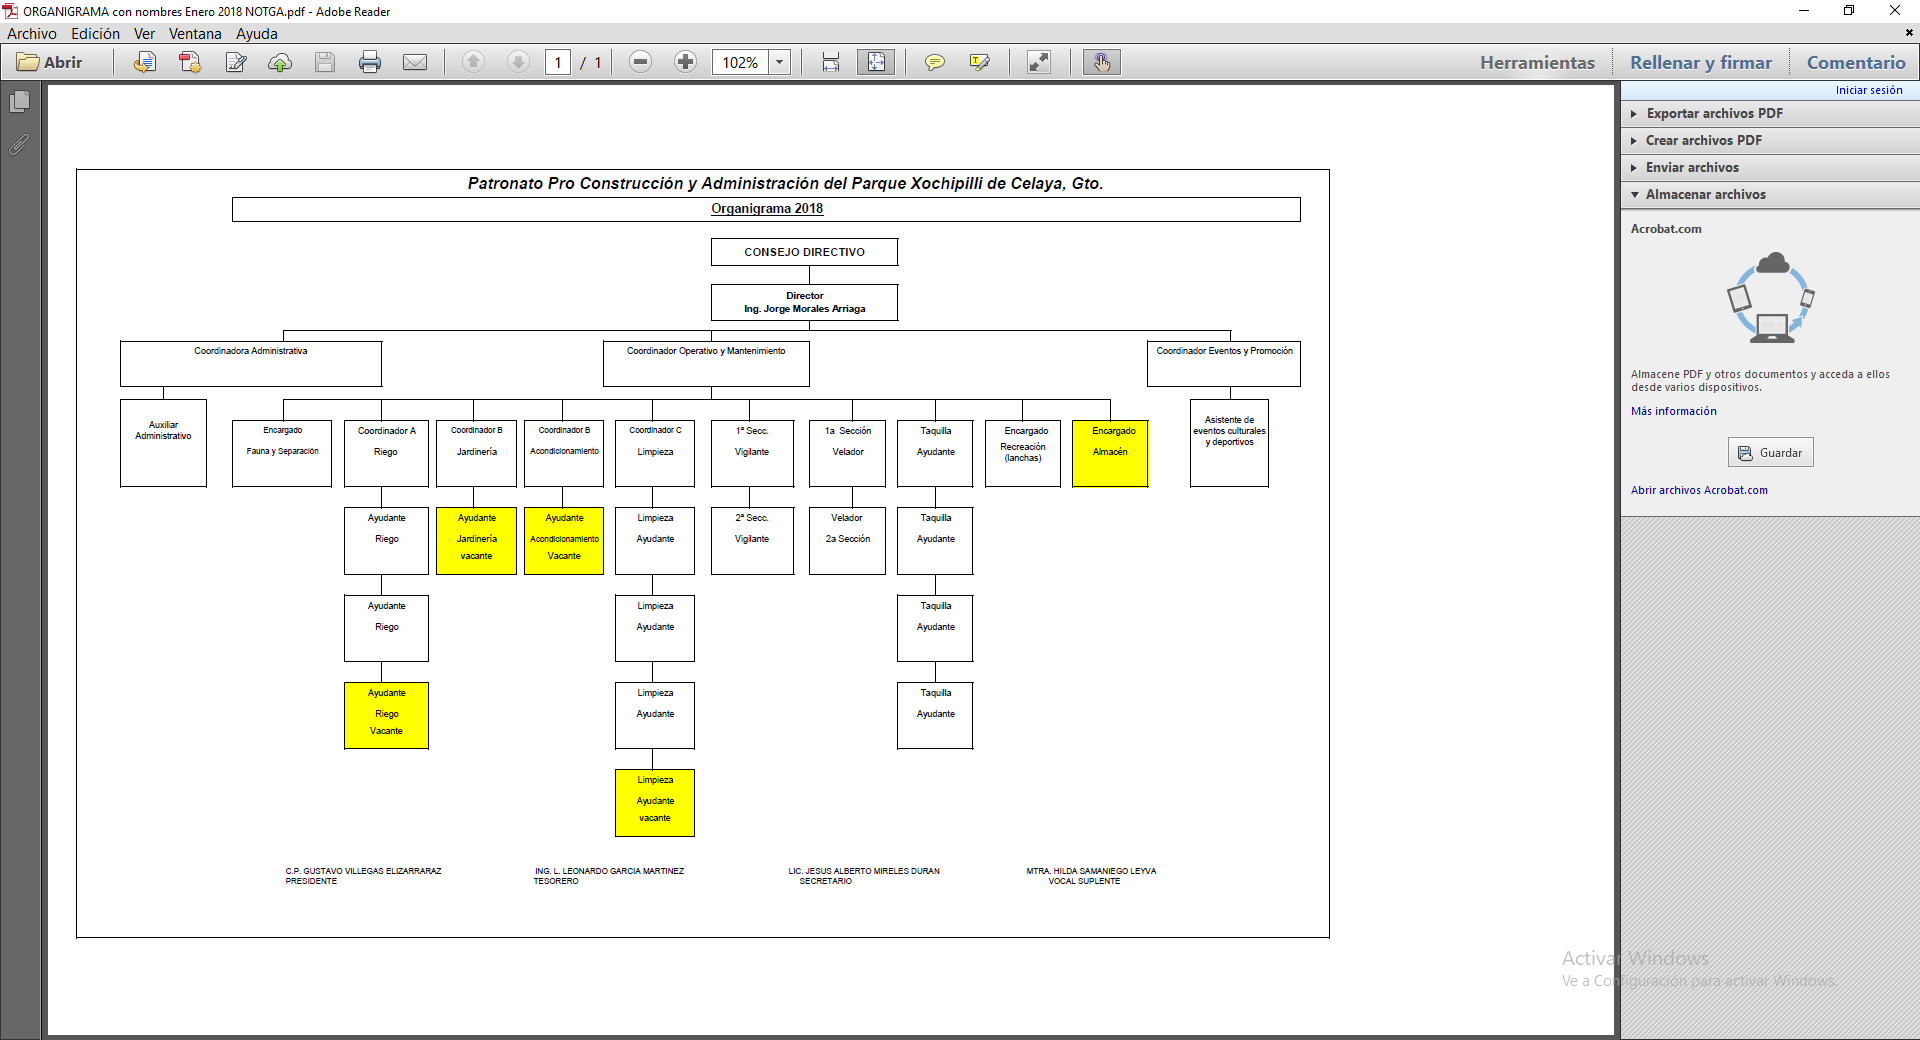 ORGANIGRAMA con nombres Enero 2018 NOTGA.pdf - Adobe Reader
Archivo Edición Ver Ventana Ayuda
Abrir 1 / 1 102% Herramientas Rellenar y firmar Comentario
Iniciar sesión
Exportar archivos PDF
Crear archivos PDF
Enviar archivos
Almacenar archivos
Acrobat.com
Almacene PDF y otros documentos y acceda a ellos
desde varios dispositivos.
Más información
Guardar
Abrir archivos Acrobat.com
Patronato Pro Construcción y Administración del Parque Xochipilli de Celaya, Gto.
Organigrama 2018
CONSEJO DIRECTIVO
Director
Ing. Jorge Morales Arriaga
Coordinadora Administrativa
Coordinador Operativo y Mantenimiento
Coordinador Eventos y Promoción
Auxiliar
Administrativo
Encargado
Fauna y Separación
Coordinador A
Riego
Coordinador B
Jardinería
Coordinador B
Acondicionamiento
Coordinador C
Limpieza
1ª Secc.
Vigilante
1a Sección
Velador
Taquilla
Ayudante
Encargado
Recreación
(lanchas)
Encargado
Almacén
Asistente de
eventos culturales
y deportivos
Ayudante
Riego
Ayudante
Jardinería
vacante
Ayudante
Acondicionamiento
Vacante
Limpieza
Ayudante
2ª Secc.
Vigilante
Velador
2a Sección
Taquilla
Ayudante
Ayudante
Riego
Limpieza
Ayudante
Taquilla
Ayudante
Ayudante
Riego
Vacante
Limpieza
Ayudante
Taquilla
Ayudante
Limpieza
Ayudante
vacante
C.P. GUSTAVO VILLEGAS ELIZARRARAZ
PRESIDENTE
ING. L. LEONARDO GARCIA MARTINEZ
TESORERO
LIC. JESUS ALBERTO MIRELES DURAN
SECRETARIO
MTRA. HILDA SAMANIEGO LEYVA
VOCAL SUPLENTE
Activar Windows
Ve a Configuración para activar Windows.